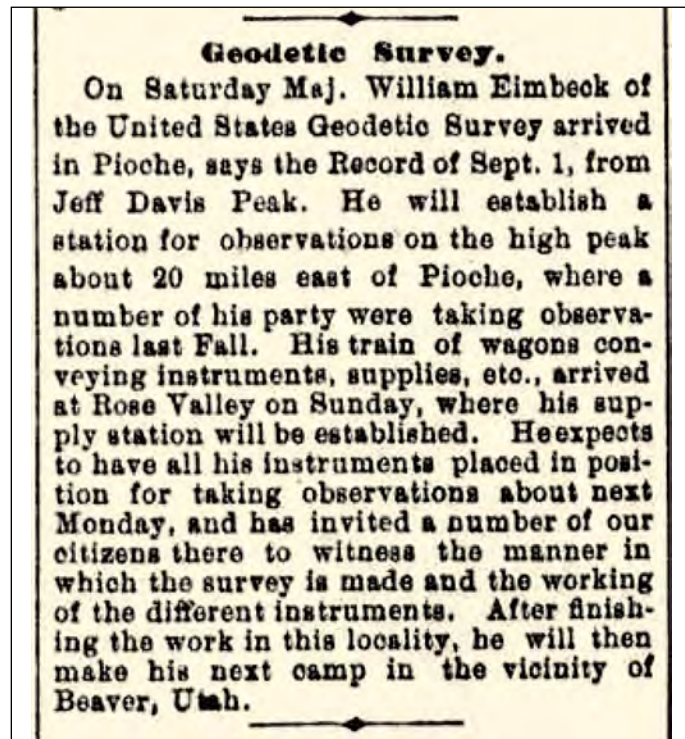 Geodetic Survey.
On Saturday Maj. William Eimbeck of
the United States Geodetic Survey arrived
in Pioche, says the Record of Sept. 1, from
Jeff Davis Peak. He will establish a
station for observations on the high peak
about 20 miles east of Pioche, where a
number of his party were taking observa-
tions last Fall. His train of wagons con-
veying instruments, supplies, etc., arrived
at Rose Valley on Sunday, where his sup-
ply station will be established. He expects
to have all his instruments placed in posi-
tion for taking observations about next
Monday, and has invited a number of our
citizens there to witness the manner in
which the survey is made and the working
of the different instruments. After finish-
ing the work in this locality, he will then
make his next camp in the vicinity of
Beaver, Utah.